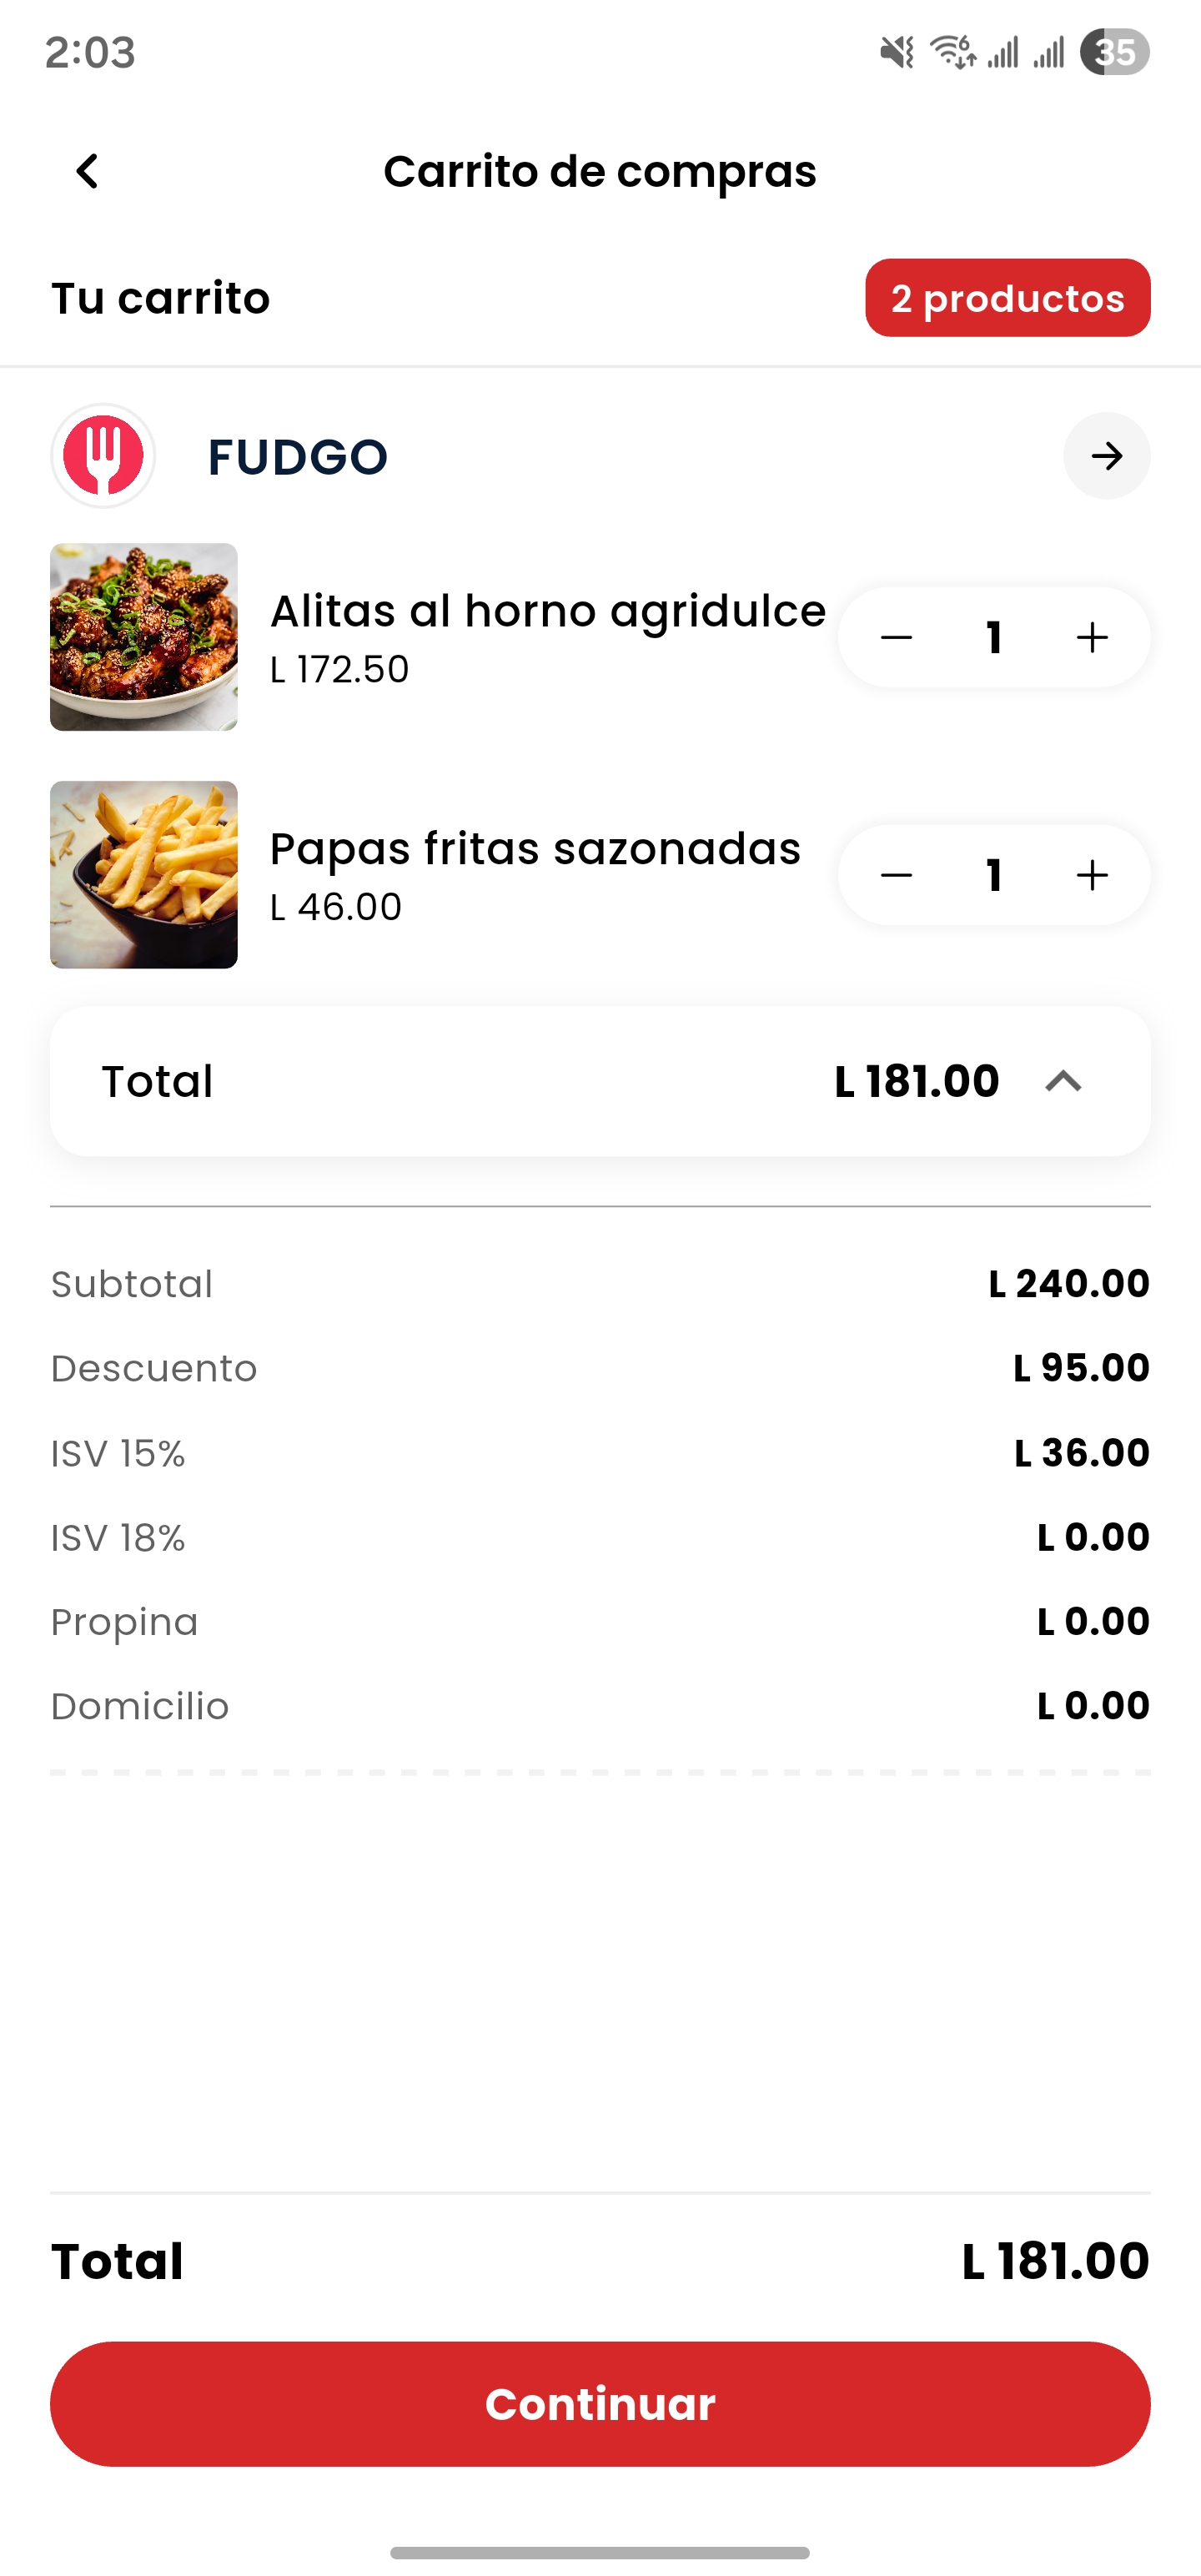 2:03
6
35
Carrito de compras
Tu carrito
2 productos
FUDGO
Alitas al horno agridulce
L 172.50
1
Papas fritas sazonadas
L 46.00
1
Total L 181.00
Subtotal L 240.00
Descuento L 95.00
ISV 15% L 36.00
ISV 18% L 0.00
Propina L 0.00
Domicilio L 0.00
Total L 181.00
Continuar